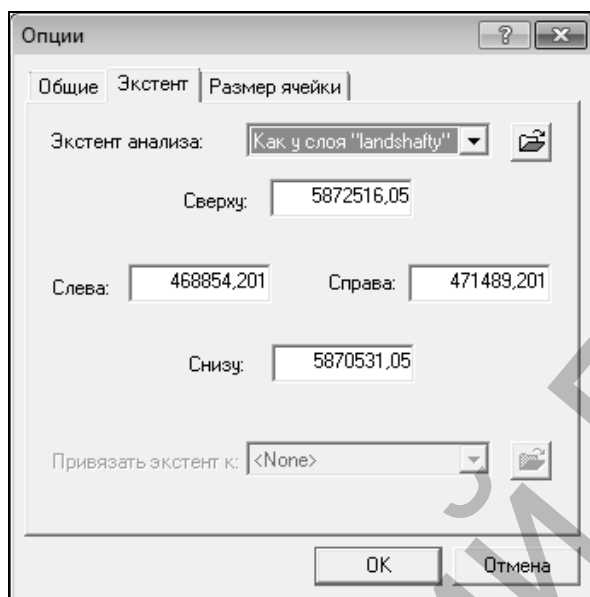 Опции
Общие Экстент Размер ячейки
Экстент анализа: Как у слоя "landshafty"
Сверху: 5872516,05
Слева: 468854,201 Справа: 471489,201
Снизу: 5870531,05
Привязать экстент к: <None>
OK Отмена